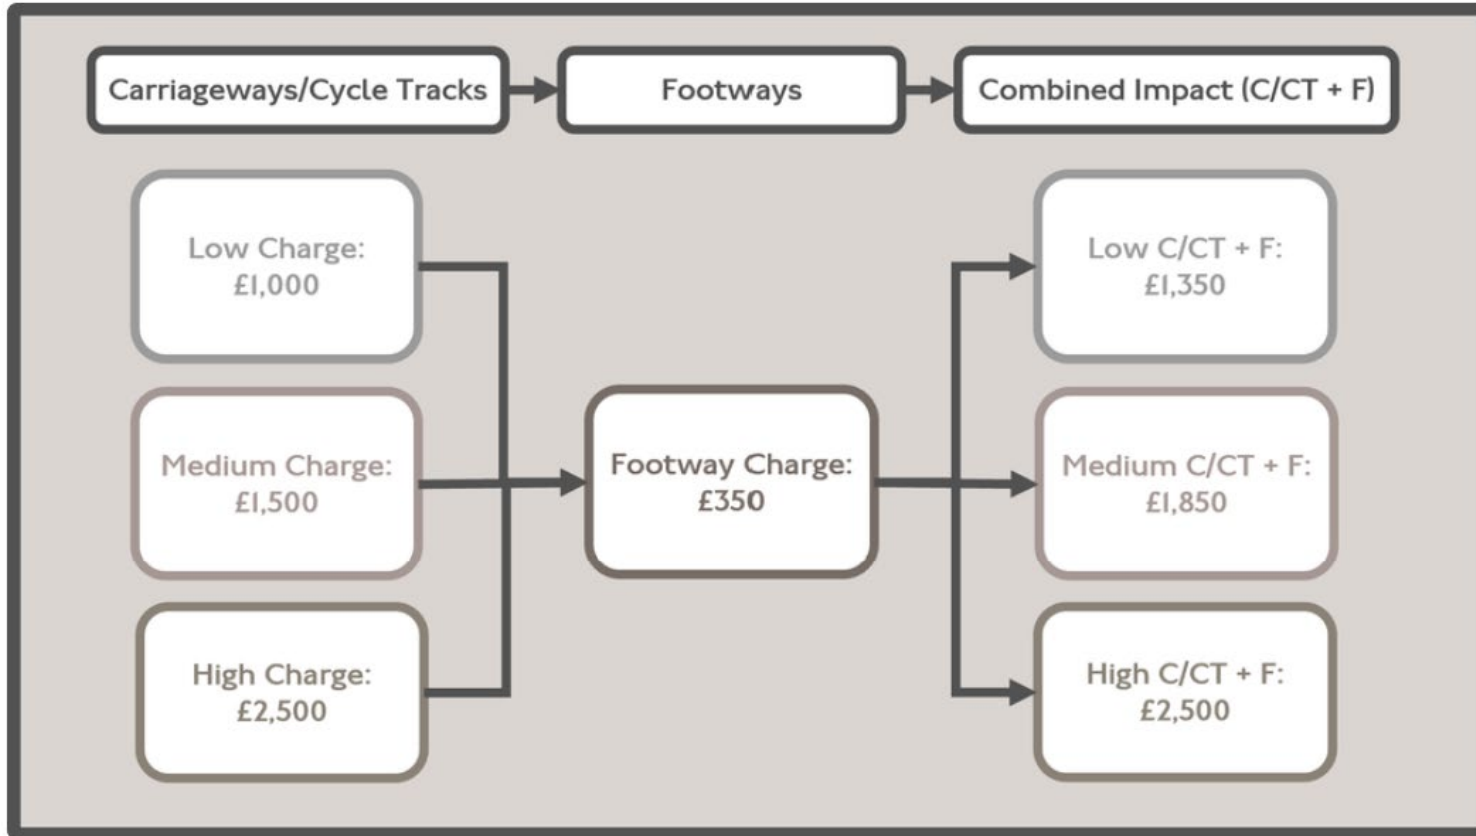 Carriageways/Cycle Tracks
Footways
Combined Impact (C/CT + F)
Low Charge:
£1,000
Low C/CT + F:
£1,350
Medium Charge:
£1,500
Footway Charge:
£350
Medium C/CT + F:
£1,850
High Charge:
£2,500
High C/CT + F:
£2,500